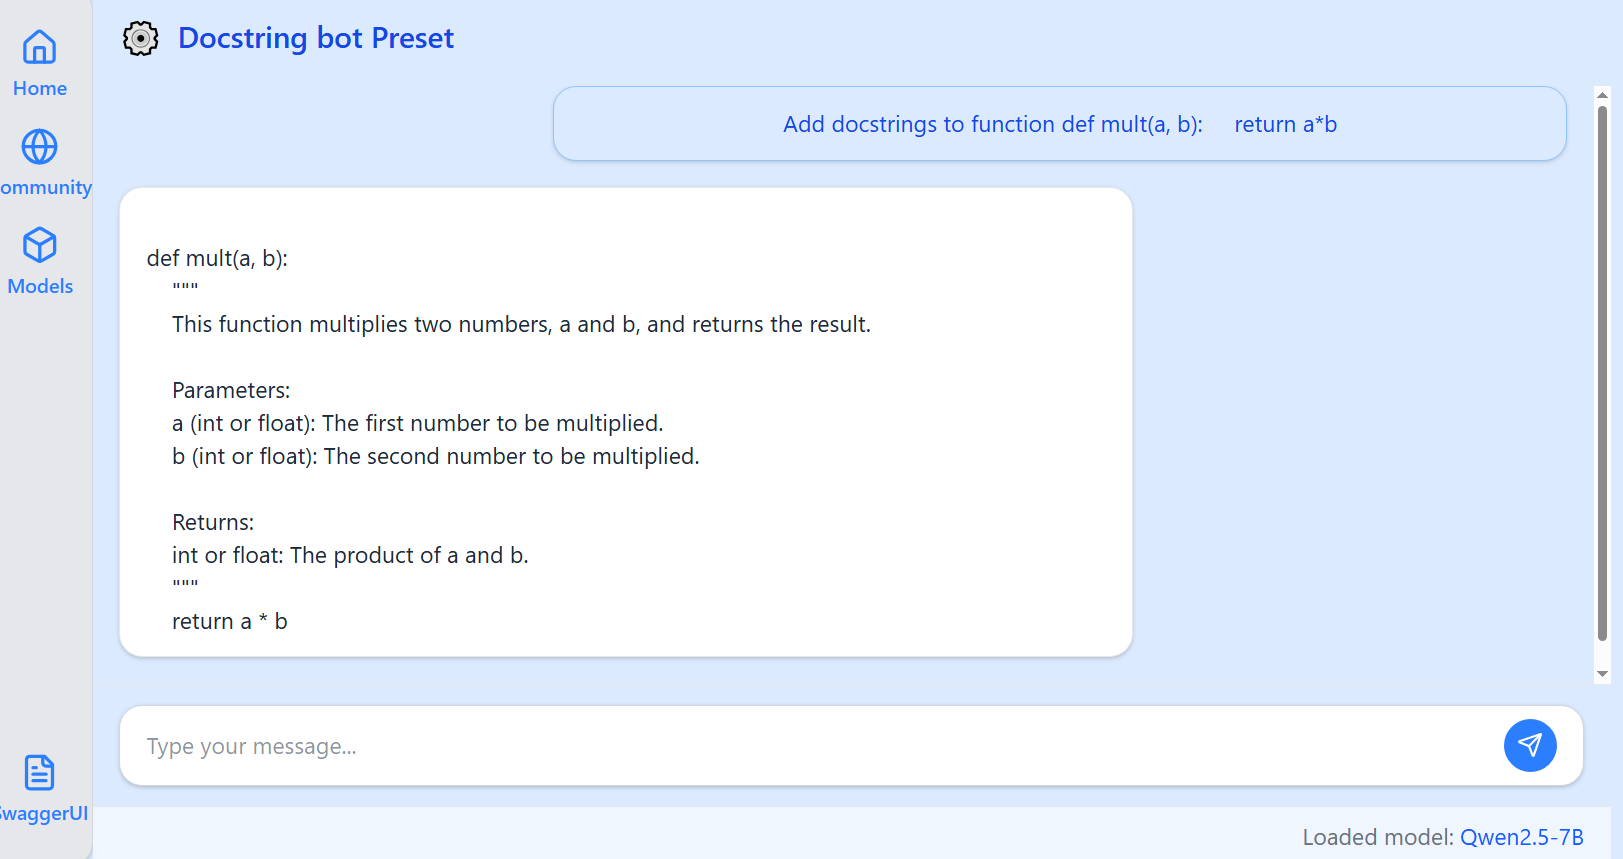 Home
ommunity
Models
SwaggerUI
Docstring bot Preset
Add docstrings to function def mult(a, b):     return a*b
def mult(a, b):
"""
This function multiplies two numbers, a and b, and returns the result.
Parameters:
a (int or float): The first number to be multiplied.
b (int or float): The second number to be multiplied.
Returns:
int or float: The product of a and b.
"""
return a * b
Type your message...
Loaded model: Qwen2.5-7B